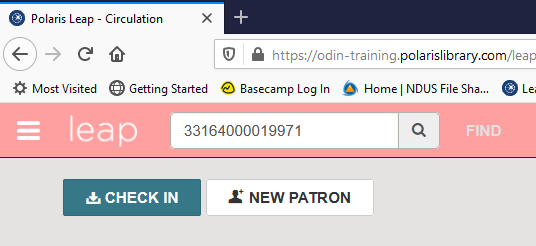 Polaris Leap - Circulation
https://odin-training.polarislibrary.com/leap
Most Visited Getting Started Basecamp Log In Home | NDUS File Sha... Le
leap 33164000019971 FIND
CHECK IN NEW PATRON